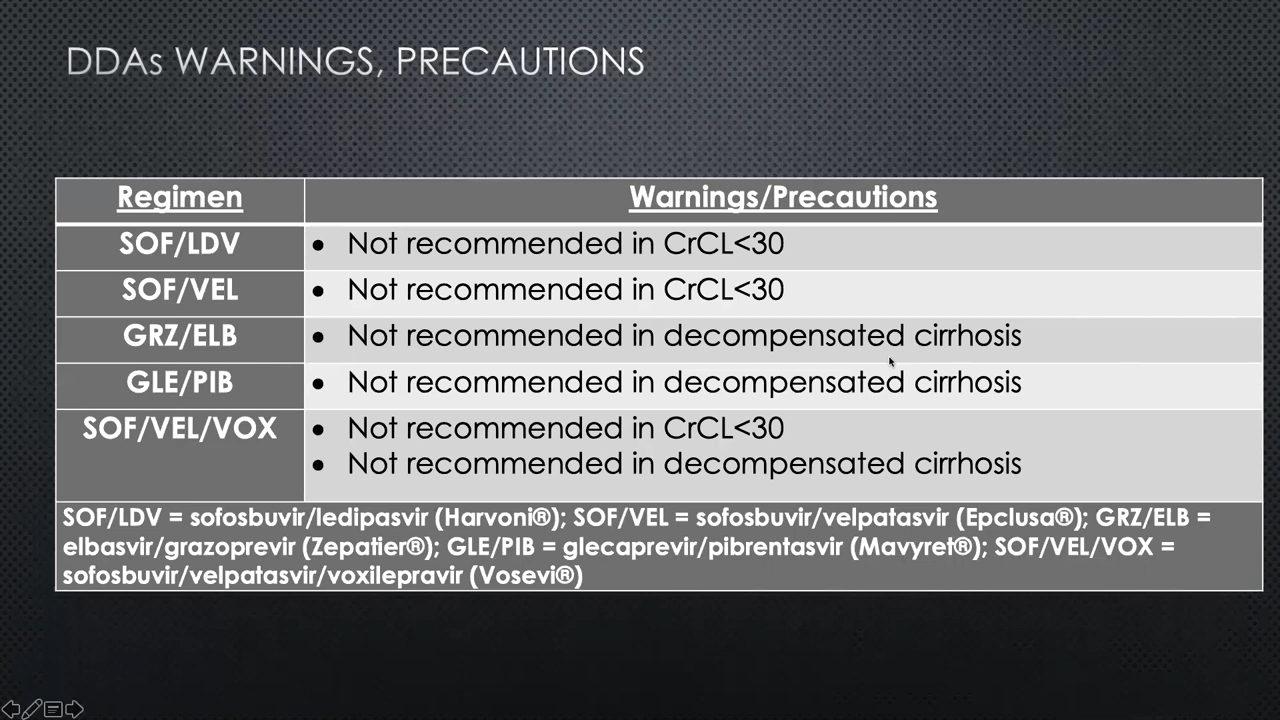 DDAs WARNINGS, PRECAUTIONS
Regimen Warnings/Precautions
SOF/LDV • Not recommended in CrCL<30
SOF/VEL • Not recommended in CrCL<30
GRZ/ELB • Not recommended in decompensated cirrhosis
GLE/PIB • Not recommended in decompensated cirrhosis
SOF/VEL/VOX • Not recommended in CrCL<30
• Not recommended in decompensated cirrhosis
SOF/LDV = sofosbuvir/ledipasvir (Harvoni®); SOF/VEL = sofosbuvir/velpatasvir (Epclusa®); GRZ/ELB =
elbasvir/grazoprevir (Zepatier®); GLE/PIB = glecaprevir/pibrentasvir (Mavyret®); SOF/VEL/VOX =
sofosbuvir/velpatasvir/voxilepravir (Vosevi®)